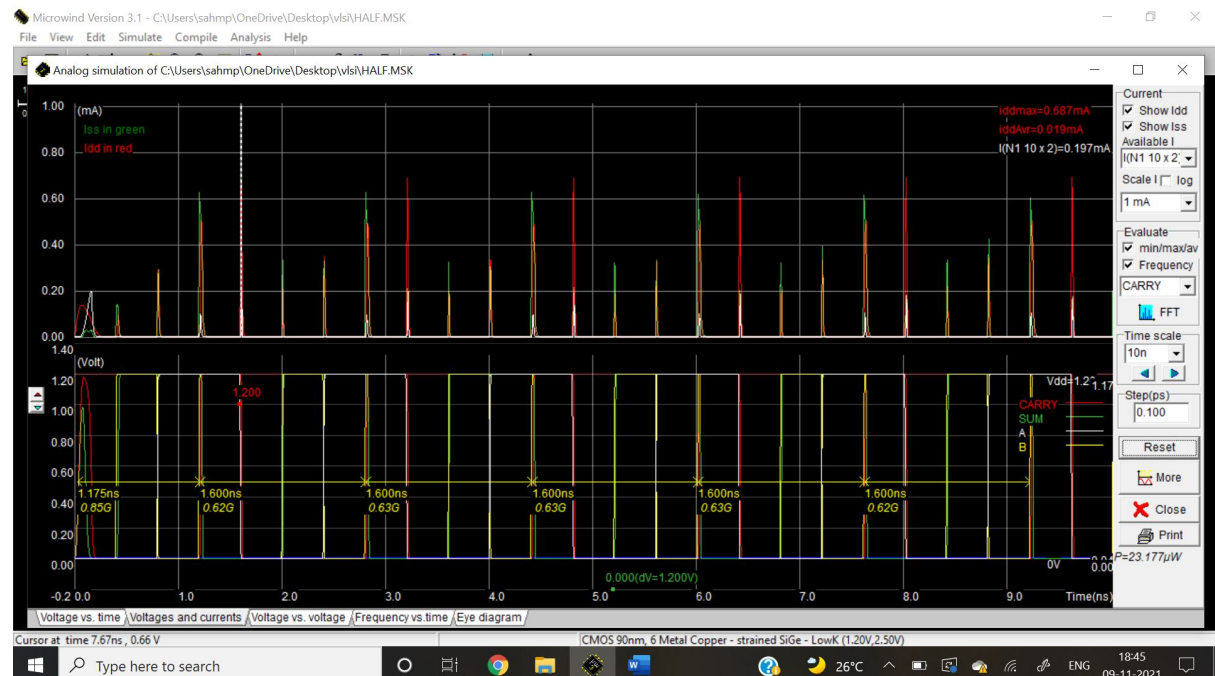 Microwind Version 3.1 - C:\Users\sahmp\OneDrive\Desktop\vlsi\HALF.MSK
File View Edit Simulate Compile Analysis Help
Analog simulation of C:\Users\sahmp\OneDrive\Desktop\vlsi\HALF.MSK
1.00 (mA) iddmax=0.687mA
Iss in green iddAvr=0.019mA
0.80 Idd in red I(N1 10 x 2)=0.197mA
0.60
0.40
0.20
0.00
1.40
(Volt)
1.20 1.200 1.17
1.00 CARRY
SUM
A
0.80 B
0.60
1.175ns 1.600ns 1.600ns 1.600ns 1.600ns 1.600ns
0.40 0.85G 0.62G 0.63G 0.63G 0.63G 0.62G
0.20
0.00 0V 0.00
0.000(dV=1.200V)
-0.2 0.0 1.0 2.0 3.0 4.0 5.0 6.0 7.0 8.0 9.0 Time(ns)
Voltage vs. time Voltages and currents Voltage vs. voltage Frequency vs.time Eye diagram
Current
Show Idd
Show Iss
Available I
I(N1 10 x 2)
Scale I log
1 mA
Evaluate
min/max/av
Frequency
CARRY
FFT
Time scale
10n
Step(ps)
0.100
Reset
More
Close
Print
P=23.177µW
Cursor at time 7.67ns , 0.66 V CMOS 90nm, 6 Metal Copper - strained SiGe - LowK (1.20V,2.50V)
Type here to search 26°C ENG 18:45
09-11-2021